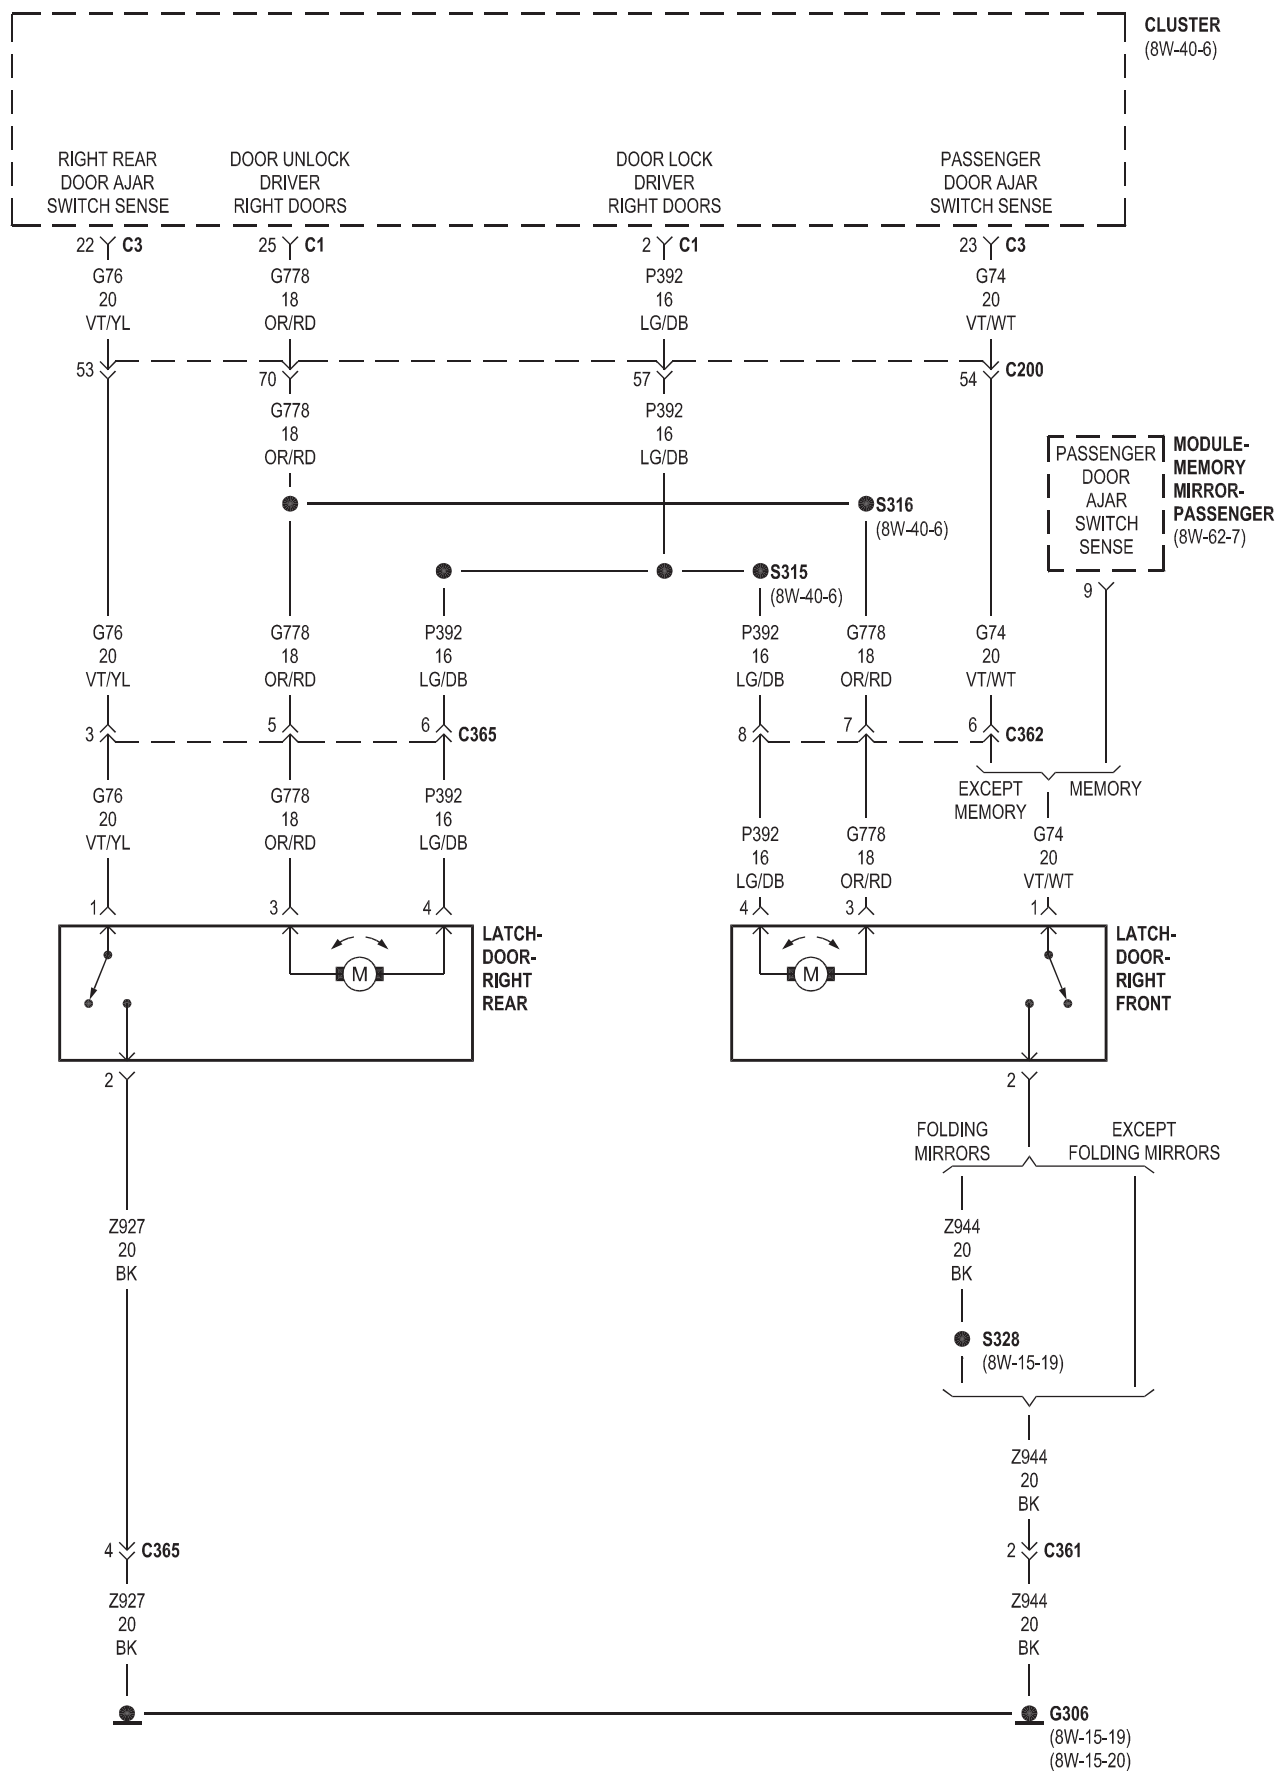 CLUSTER
(8W-40-6)
RIGHT REAR
DOOR AJAR
SWITCH SENSE
DOOR UNLOCK
DRIVER
RIGHT DOORS
DOOR LOCK
DRIVER
RIGHT DOORS
PASSENGER
DOOR AJAR
SWITCH SENSE
22 C3
25 C1
2 C1
23 C3
G76
20
VT/YL
G778
18
OR/RD
P392
16
LG/DB
G74
20
VT/WT
53
70
57
54
C200
G778
18
OR/RD
P392
16
LG/DB
PASSENGER
DOOR
AJAR
SWITCH
SENSE
MODULE-
MEMORY
MIRROR-
PASSENGER
(8W-62-7)
S316
(8W-40-6)
S315
(8W-40-6)
9
G76
20
VT/YL
G778
18
OR/RD
P392
16
LG/DB
P392
16
LG/DB
G778
18
OR/RD
G74
20
VT/WT
3
5
6
C365
8
7
6
C362
EXCEPT
MEMORY
MEMORY
G76
20
VT/YL
G778
18
OR/RD
P392
16
LG/DB
P392
16
LG/DB
G778
18
OR/RD
G74
20
VT/WT
1
3
4
4
3
1
M
LATCH-
DOOR-
RIGHT
REAR
M
LATCH-
DOOR-
RIGHT
FRONT
2
2
FOLDING
MIRRORS
EXCEPT
FOLDING MIRRORS
Z927
20
BK
Z944
20
BK
S328
(8W-15-19)
Z944
20
BK
4 C365
2 C361
Z927
20
BK
Z944
20
BK
G306
(8W-15-19)
(8W-15-20)